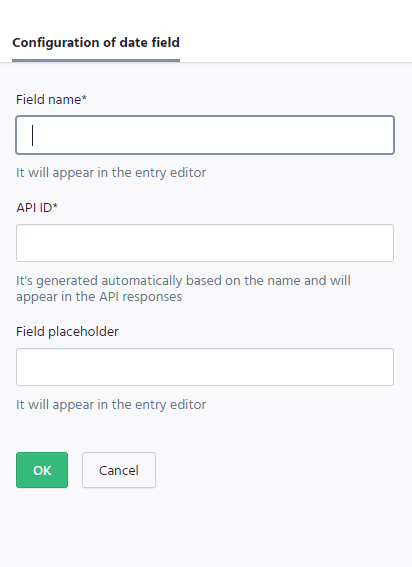 Configuration of date field
Field name*
It will appear in the entry editor
API ID*
It's generated automatically based on the name and will
appear in the API responses
Field placeholder
It will appear in the entry editor
OK Cancel